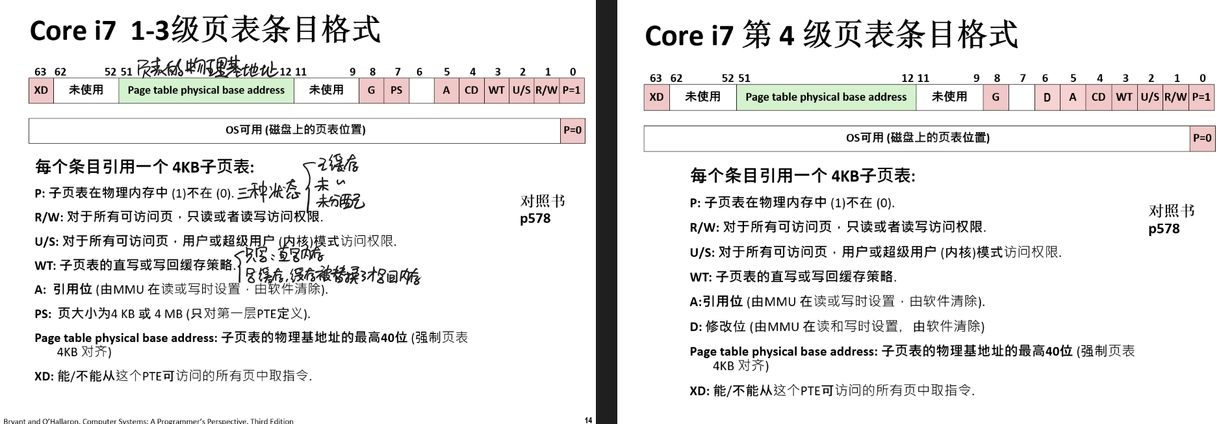 Core i7 1-3级页表条目格式
页表的物理基地址
63 62 52 51 12 11 9 8 7 6 5 4 3 2 1 0
XD 未使用 Page table physical base address 未使用 G PS A CD WT U/S R/W P=1
OS可用 (磁盘上的页表位置) P=0
每个条目引用一个 4KB子页表:
已缓存
P: 子页表在物理内存中 (1)不在 (0). 三种状态 未〃
未分配
R/W: 对于所有可访问页，只读或者读写访问权限.
对照书
p578
U/S: 对于所有可访问页，用户或超级用户 (内核)模式访问权限.
WT: 子页表的直写或写回缓存策略.
A: 引用位 (由MMU 在读或写时设置，由软件清除).
PS: 页大小为4 KB 或 4 MB (只对第一层PTE定义).
Page table physical base address: 子页表的物理基地址的最高40位 (强制页表
4KB 对齐)
XD: 能/不能从这个PTE可访问的所有页中取指令.
Bryant and O'Hallaron, Computer Systems: A Programmer's Perspective, Third Edition
14
Core i7 第 4 级页表条目格式
63 62 52 51 12 11 9 8 7 6 5 4 3 2 1 0
XD 未使用 Page table physical base address 未使用 G D A CD WT U/S R/W P=1
OS可用 (磁盘上的页表位置) P=0
每个条目引用一个 4KB子页表:
P: 子页表在物理内存中 (1)不在 (0).
对照书
p578
R/W: 对于所有可访问页，只读或者读写访问权限.
U/S: 对于所有可访问页，用户或超级用户 (内核)模式访问权限.
WT: 子页表的直写或写回缓存策略.
A:引用位 (由MMU 在读或写时设置，由软件清除).
D: 修改位 (由MMU 在读和写时设置，由软件清除)
Page table physical base address: 子页表的物理基地址的最高40位 (强制页表
4KB 对齐)
XD: 能/不能从这个PTE可访问的所有页中取指令.